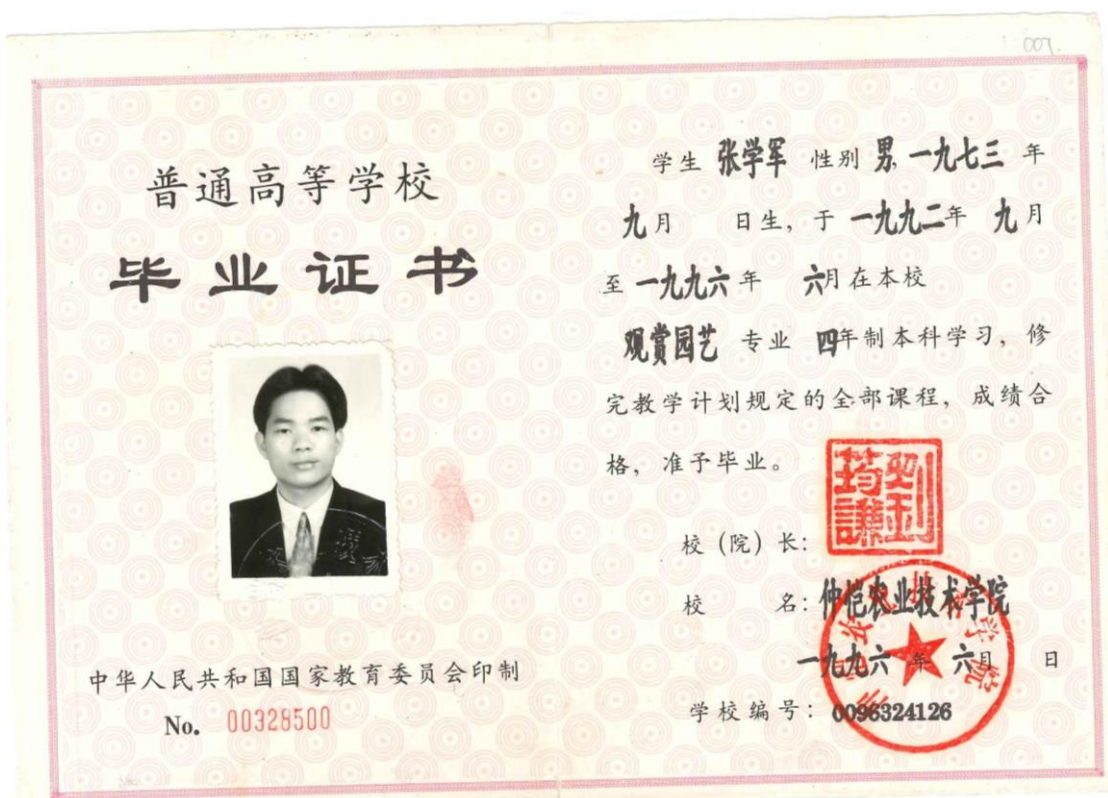 007
普通高等学校
毕业证书
中华人民共和国国家教育委员会印制
No. 00328500
学生 张学军 性别 男, 一九七三 年
九月 日生, 于 一九九二年 九月
至 一九九六 年 六月在本校
观赏园艺 专业 四年制本科学习, 修
完教学计划规定的全部课程, 成绩合
格, 准予毕业。
校(院)长:
校 名: 仲恺农业技术学院
一九九六 年 六月 日
学校编号: 0096324126